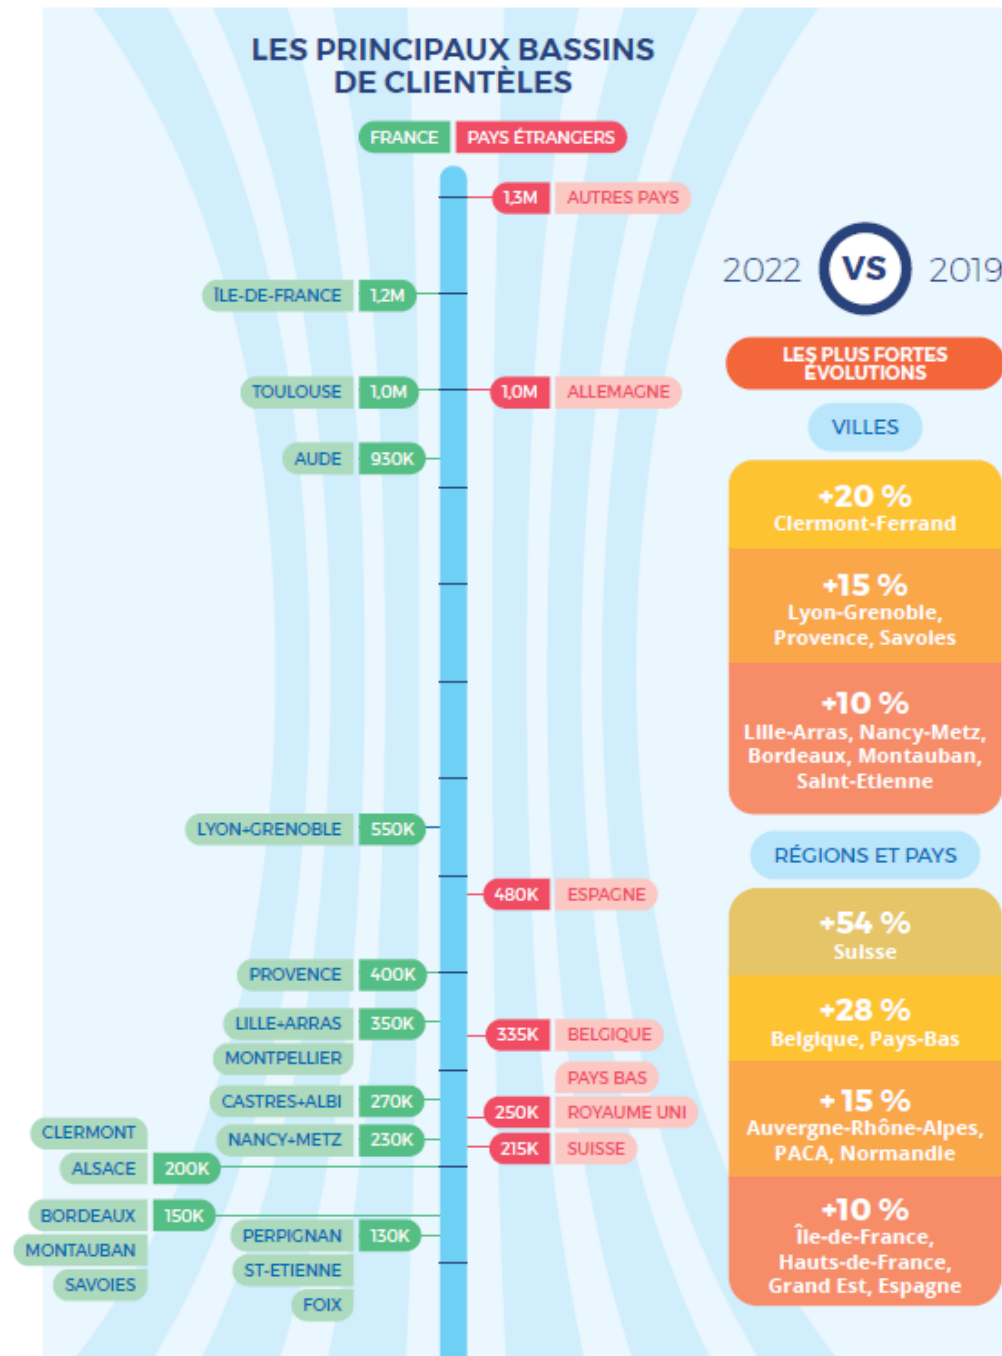 LES PRINCIPAUX BASSINS
DE CLIENTÈLES
FRANCE PAYS ÉTRANGERS
1,3M AUTRES PAYS
ÎLE-DE-FRANCE 1,2M
TOULOUSE 1,0M
1,0M ALLEMAGNE
AUDE 930K
LYON+GRENOBLE 550K
480K ESPAGNE
PROVENCE 400K
LILLE+ARRAS 350K
MONTPELLIER
335K BELGIQUE
PAYS BAS
CASTRES+ALBI 270K
250K ROYAUME UNI
NANCY+METZ 230K
215K SUISSE
CLERMONT
ALSACE 200K
BORDEAUX 150K
MONTAUBAN
SAVOIES
PERPIGNAN 130K
ST-ETIENNE
FOIX
2022 VS 2019
LES PLUS FORTES
ÉVOLUTIONS
VILLES
+20 %
Clermont-Ferrand
+15 %
Lyon-Grenoble,
Provence, Savoies
+10 %
Lille-Arras, Nancy-Metz,
Bordeaux, Montauban,
Saint-Etienne
RÉGIONS ET PAYS
+54 %
Suisse
+28 %
Belgique, Pays-Bas
+ 15 %
Auvergne-Rhône-Alpes,
PACA, Normandie
+10 %
Île-de-France,
Hauts-de-France,
Grand Est, Espagne